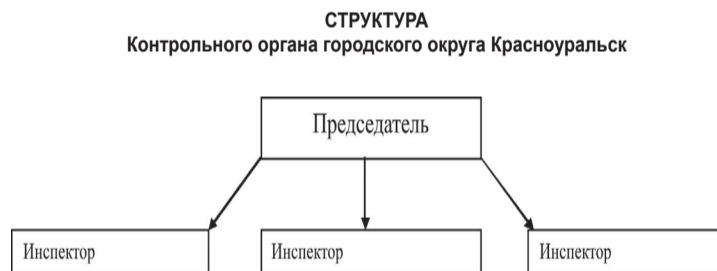 СТРУКТУРА
Контрольного органа городского округа Красноуральск
Председатель
Инспектор
Инспектор
Инспектор